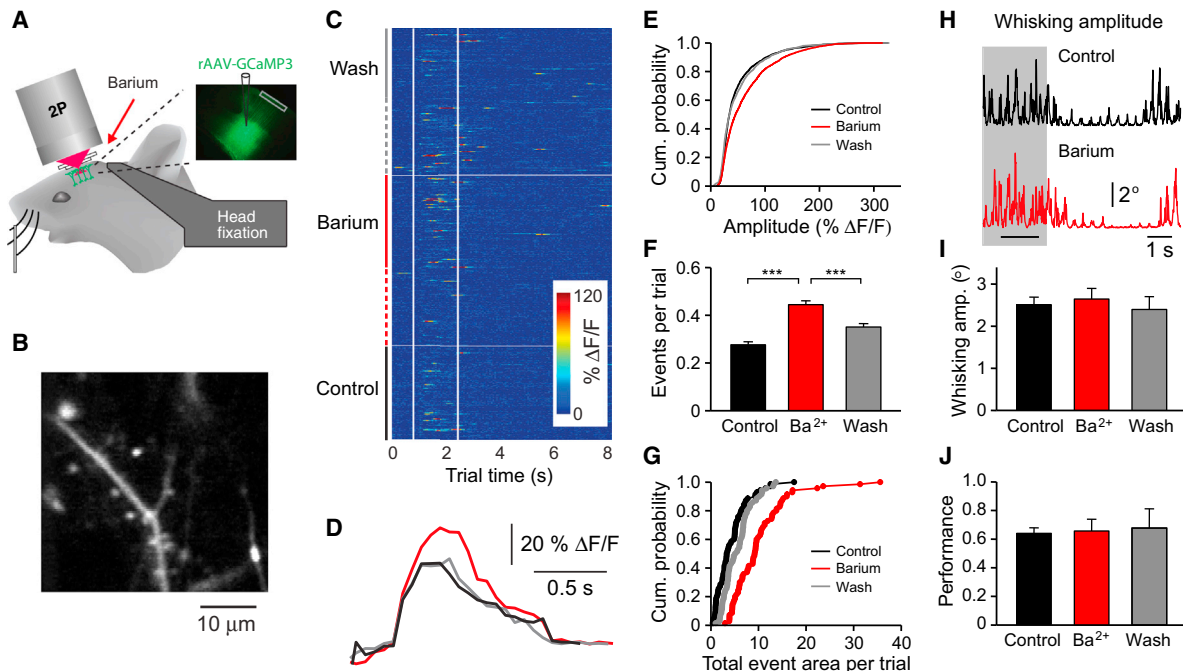 A
2P
Barium
rAAV-GCaMP3
Head
fixation
B
10 μm
C
Wash
Barium
Control
120
% ΔF/F
0
0 2 4 6 8
Trial time (s)
D
20 % ΔF/F
0.5 s
E
Cum. probability
1.0
0.8
0.6
0.4
0.2
0
Control
Barium
Wash
0 100 200 300
Amplitude (% ΔF/F)
F
Events per trial
0.6
0.4
0.2
0
*** ***
Control Ba2+ Wash
G
Cum. probability
1.0
0.8
0.6
0.4
0.2
0
Control
Barium
Wash
0 10 20 30 40
Total event area per trial
H
Whisking amplitude
Control
Barium
2°
1 s
I
Whisking amp. (°)
3
2
1
0
Control Ba2+ Wash
J
Performance
1.0
0.8
0.6
0.4
0.2
0
Control Ba2+ Wash